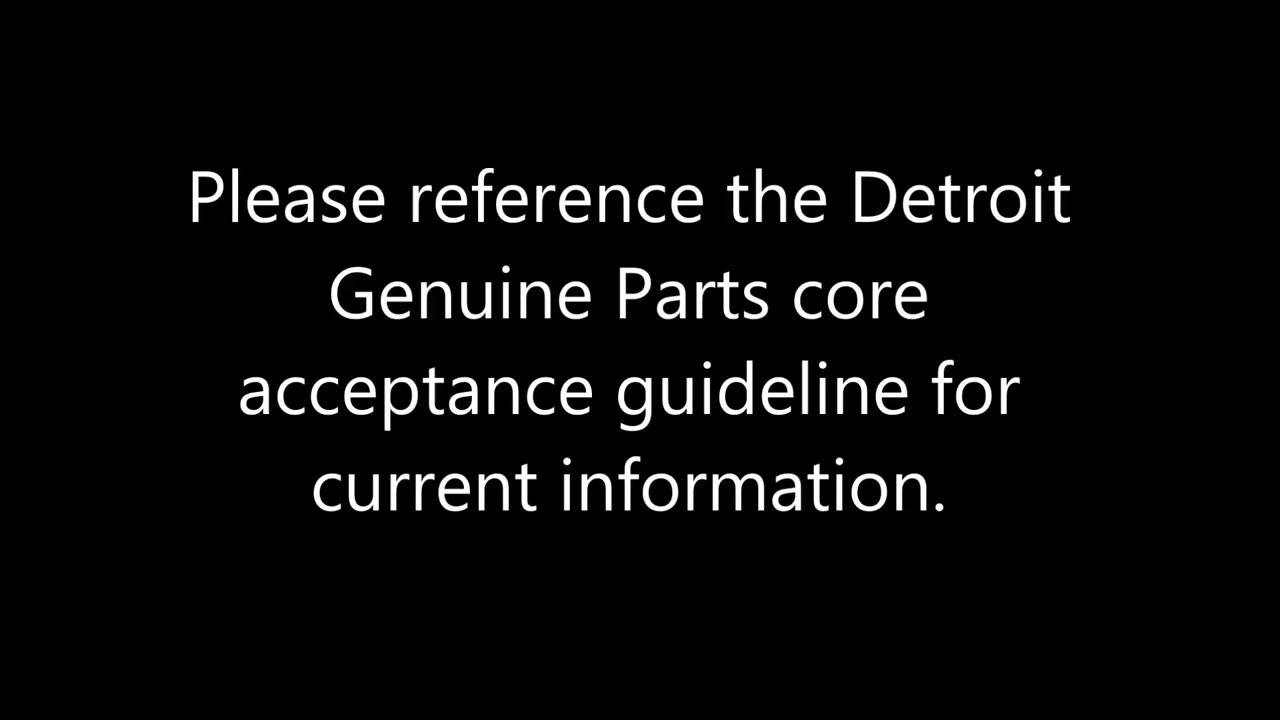 Please reference the Detroit
Genuine Parts core
acceptance guideline for
current information.